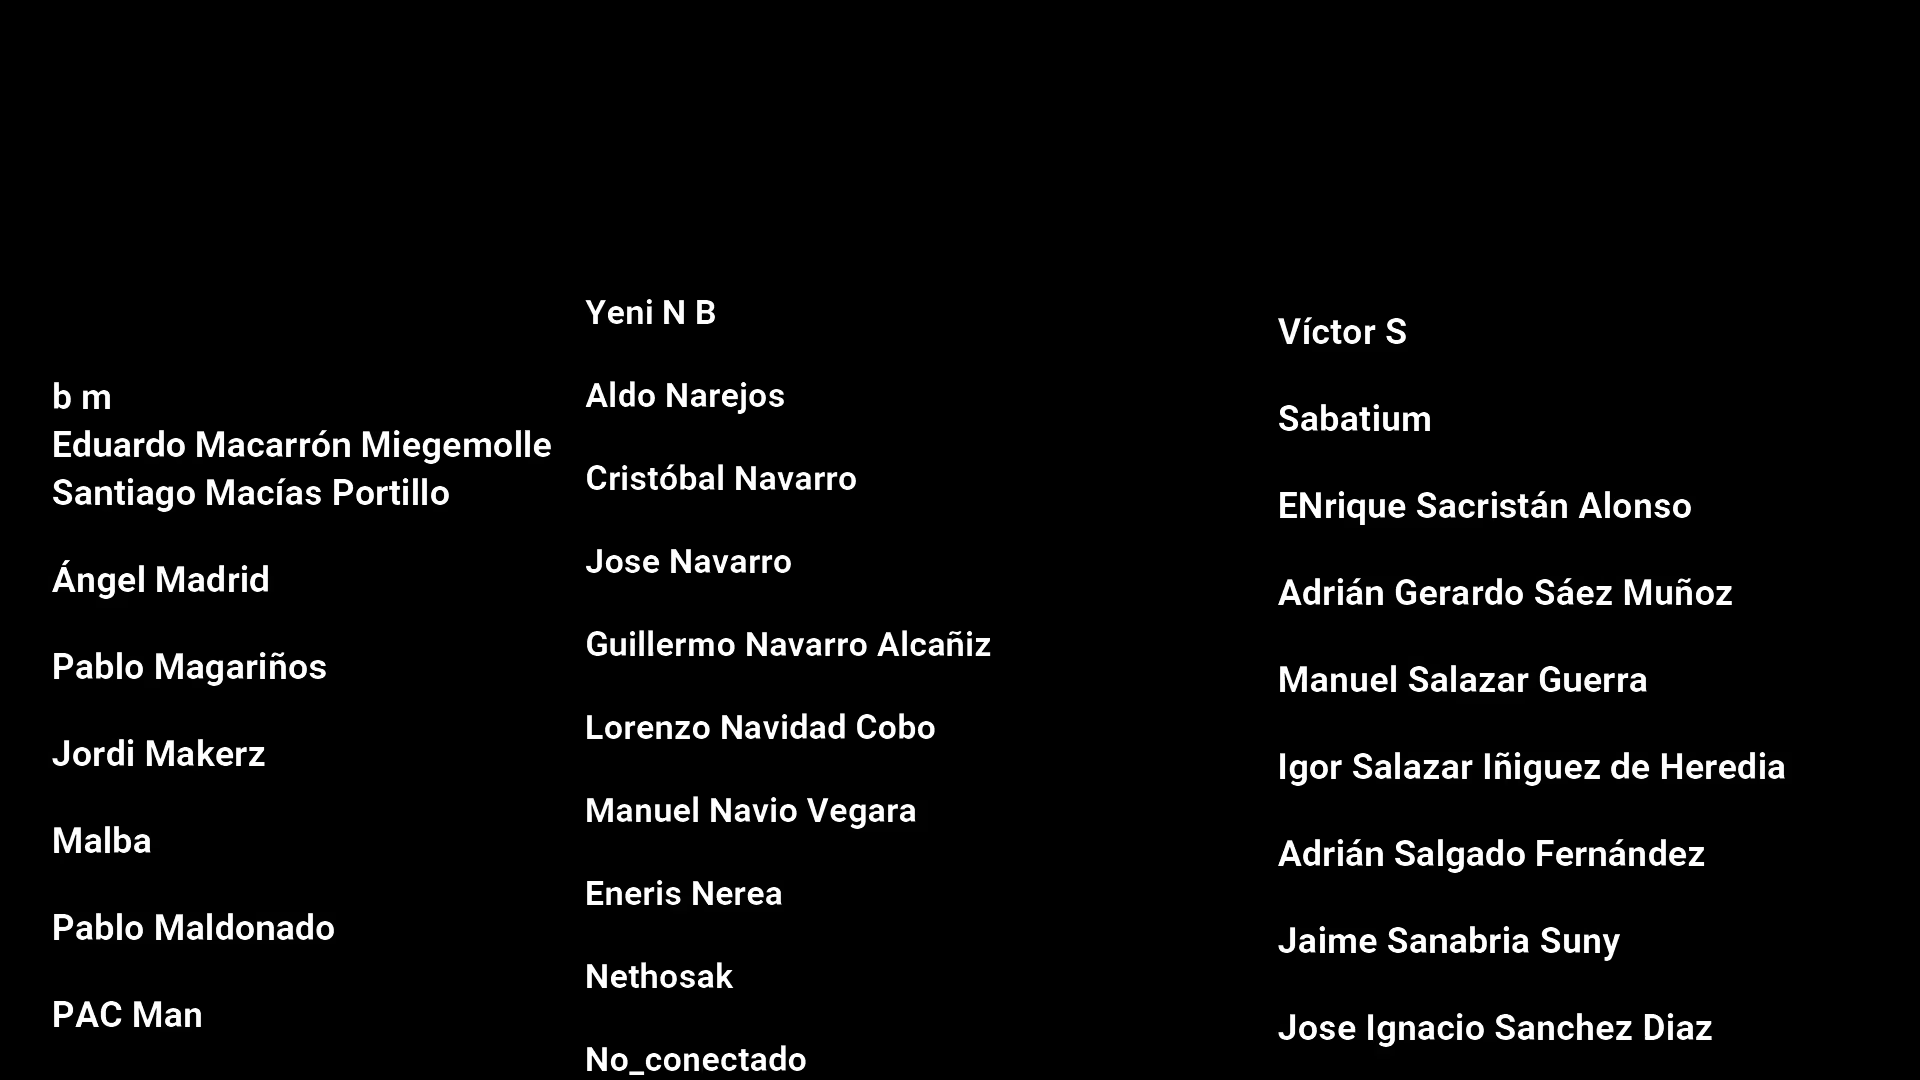 b m
Eduardo Macarrón Miegemolle
Santiago Macías Portillo
Ángel Madrid
Pablo Magariños
Jordi Makerz
Malba
Pablo Maldonado
PAC Man
Yeni N B
Aldo Narejos
Cristóbal Navarro
Jose Navarro
Guillermo Navarro Alcañiz
Lorenzo Navidad Cobo
Manuel Navio Vegara
Eneris Nerea
Nethosak
No_conectado
Víctor S
Sabatium
ENrique Sacristán Alonso
Adrián Gerardo Sáez Muñoz
Manuel Salazar Guerra
Igor Salazar Iñiguez de Heredia
Adrián Salgado Fernández
Jaime Sanabria Suny
Jose Ignacio Sanchez Diaz